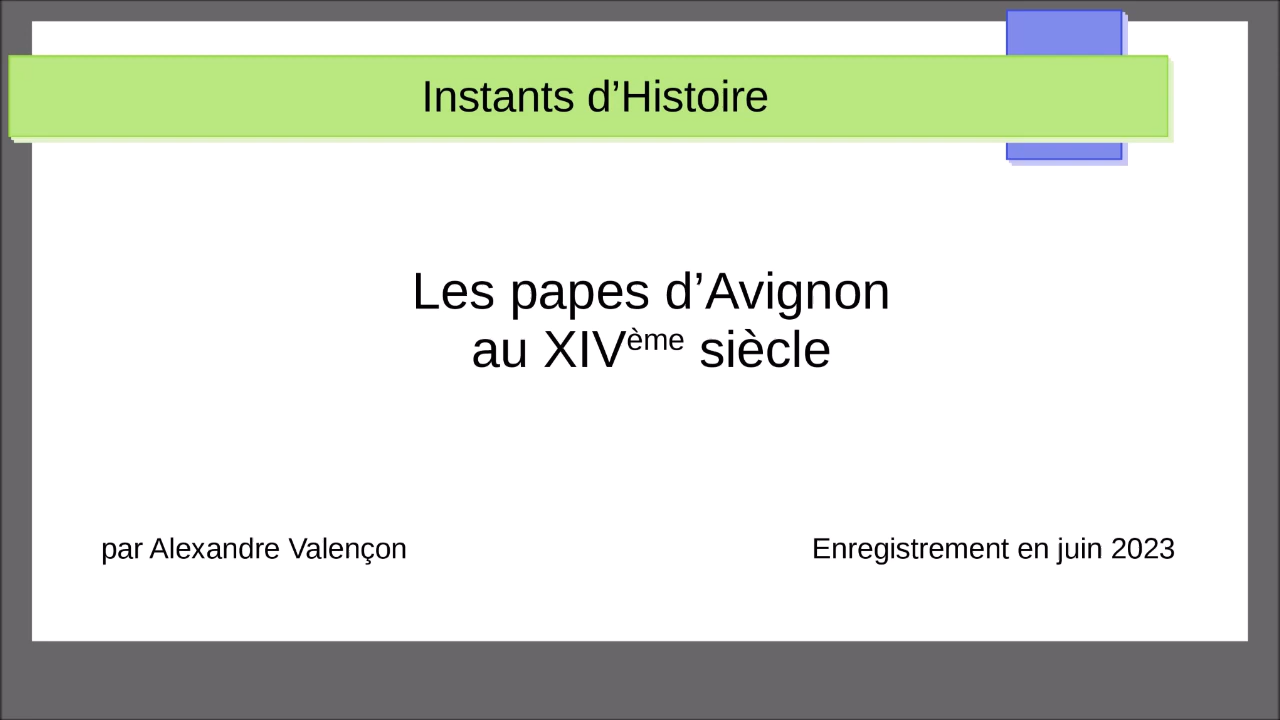 Instants d’Histoire
Les papes d’Avignon
au XIVème siècle
par Alexandre Valençon
Enregistrement en juin 2023